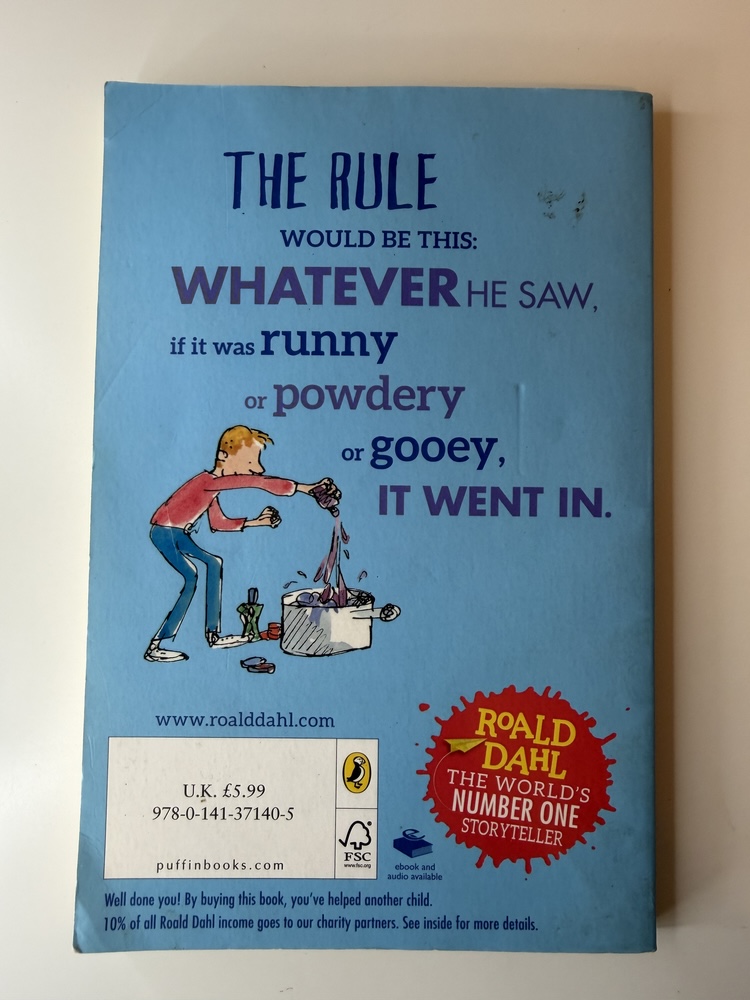 THE RULE
WOULD BE THIS:
WHATEVER HE SAW,
if it was runny
or powdery
or gooey,
IT WENT IN.
www.roalddahl.com
U.K. £5.99
978-0-141-37140-5
puffinbooks.com
FSC
www.fsc.org
ebook and
audio available
ROALD
DAHL
THE WORLD'S
NUMBER ONE
STORYTELLER
Well done you! By buying this book, you've helped another child.
10% of all Roald Dahl income goes to our charity partners. See inside for more details.